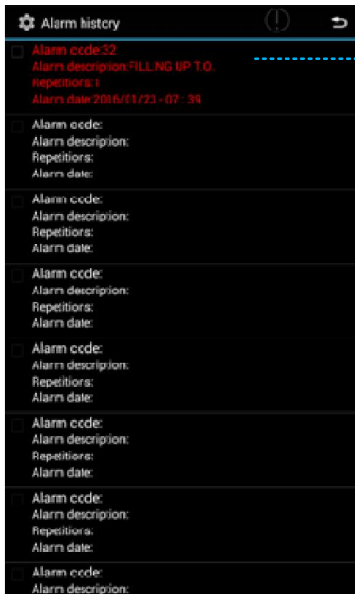 Alarm history
Alarm code:32
Alarm description:FILLING UP T.O.
Repetitions:1
Alarm date:2016/01/23 - 07 : 39
Alarm code:
Alarm description:
Repetitions:
Alarm date:
Alarm code:
Alarm description:
Repetitions:
Alarm date:
Alarm code:
Alarm description:
Repetitions:
Alarm date:
Alarm code:
Alarm description:
Repetitions:
Alarm date:
Alarm code:
Alarm description:
Repetitions:
Alarm date:
Alarm code:
Alarm description:
Repetitions:
Alarm date:
Alarm code:
Alarm description: